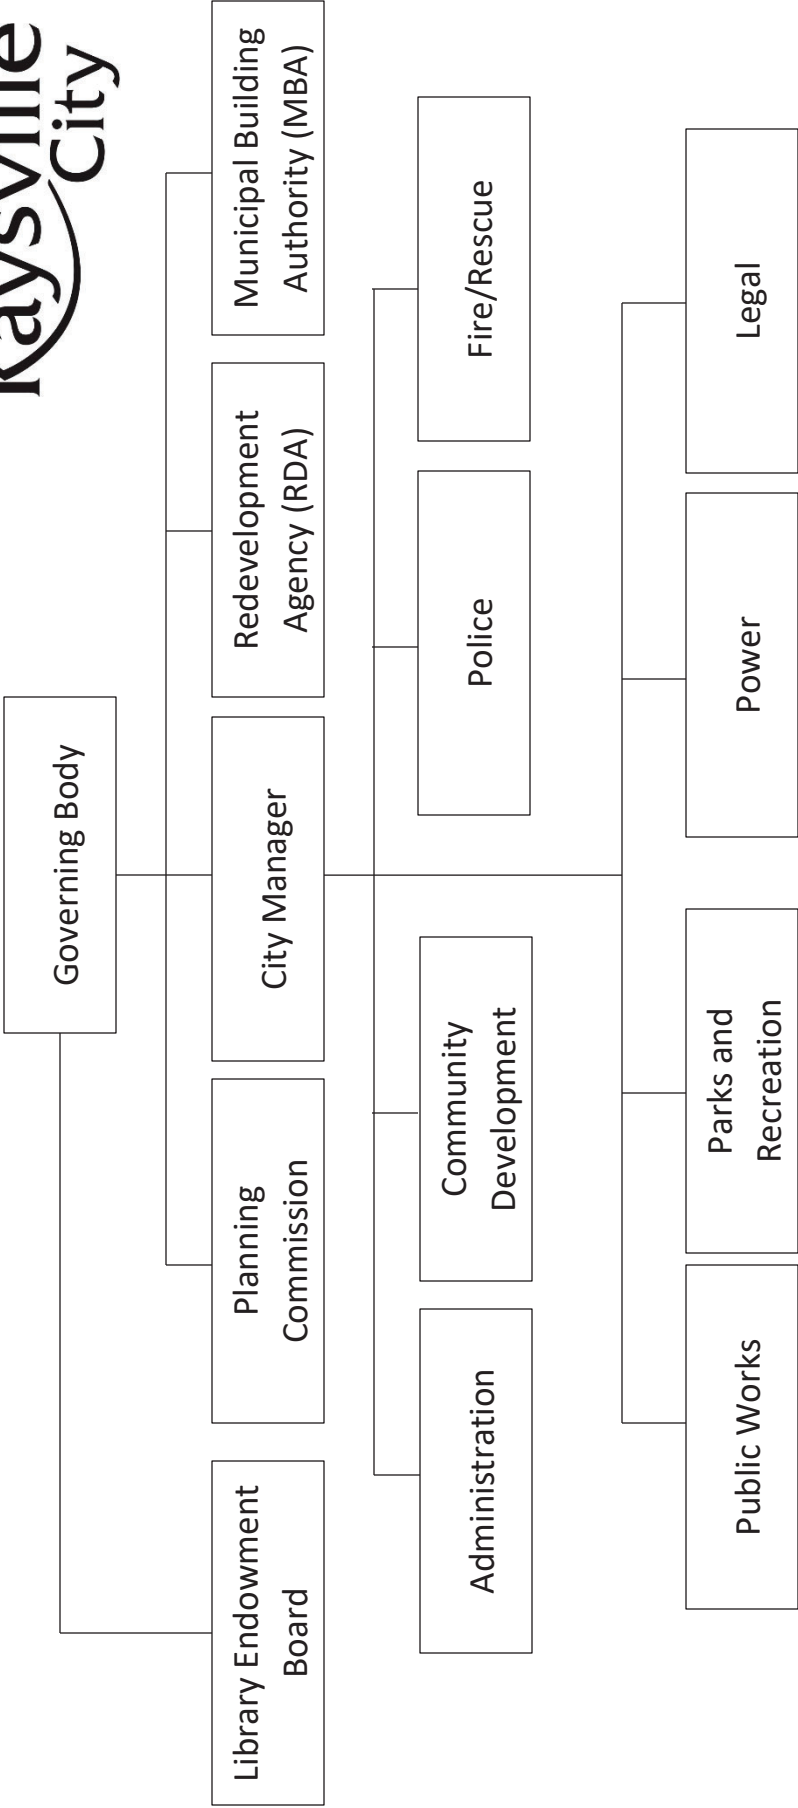 Kaysville
City
Governing Body
Library Endowment
Board
Planning
Commission
City Manager
Redevelopment
Agency (RDA)
Municipal Building
Authority (MBA)
Administration
Community
Development
Police
Fire/Rescue
Public Works
Parks and
Recreation
Power
Legal